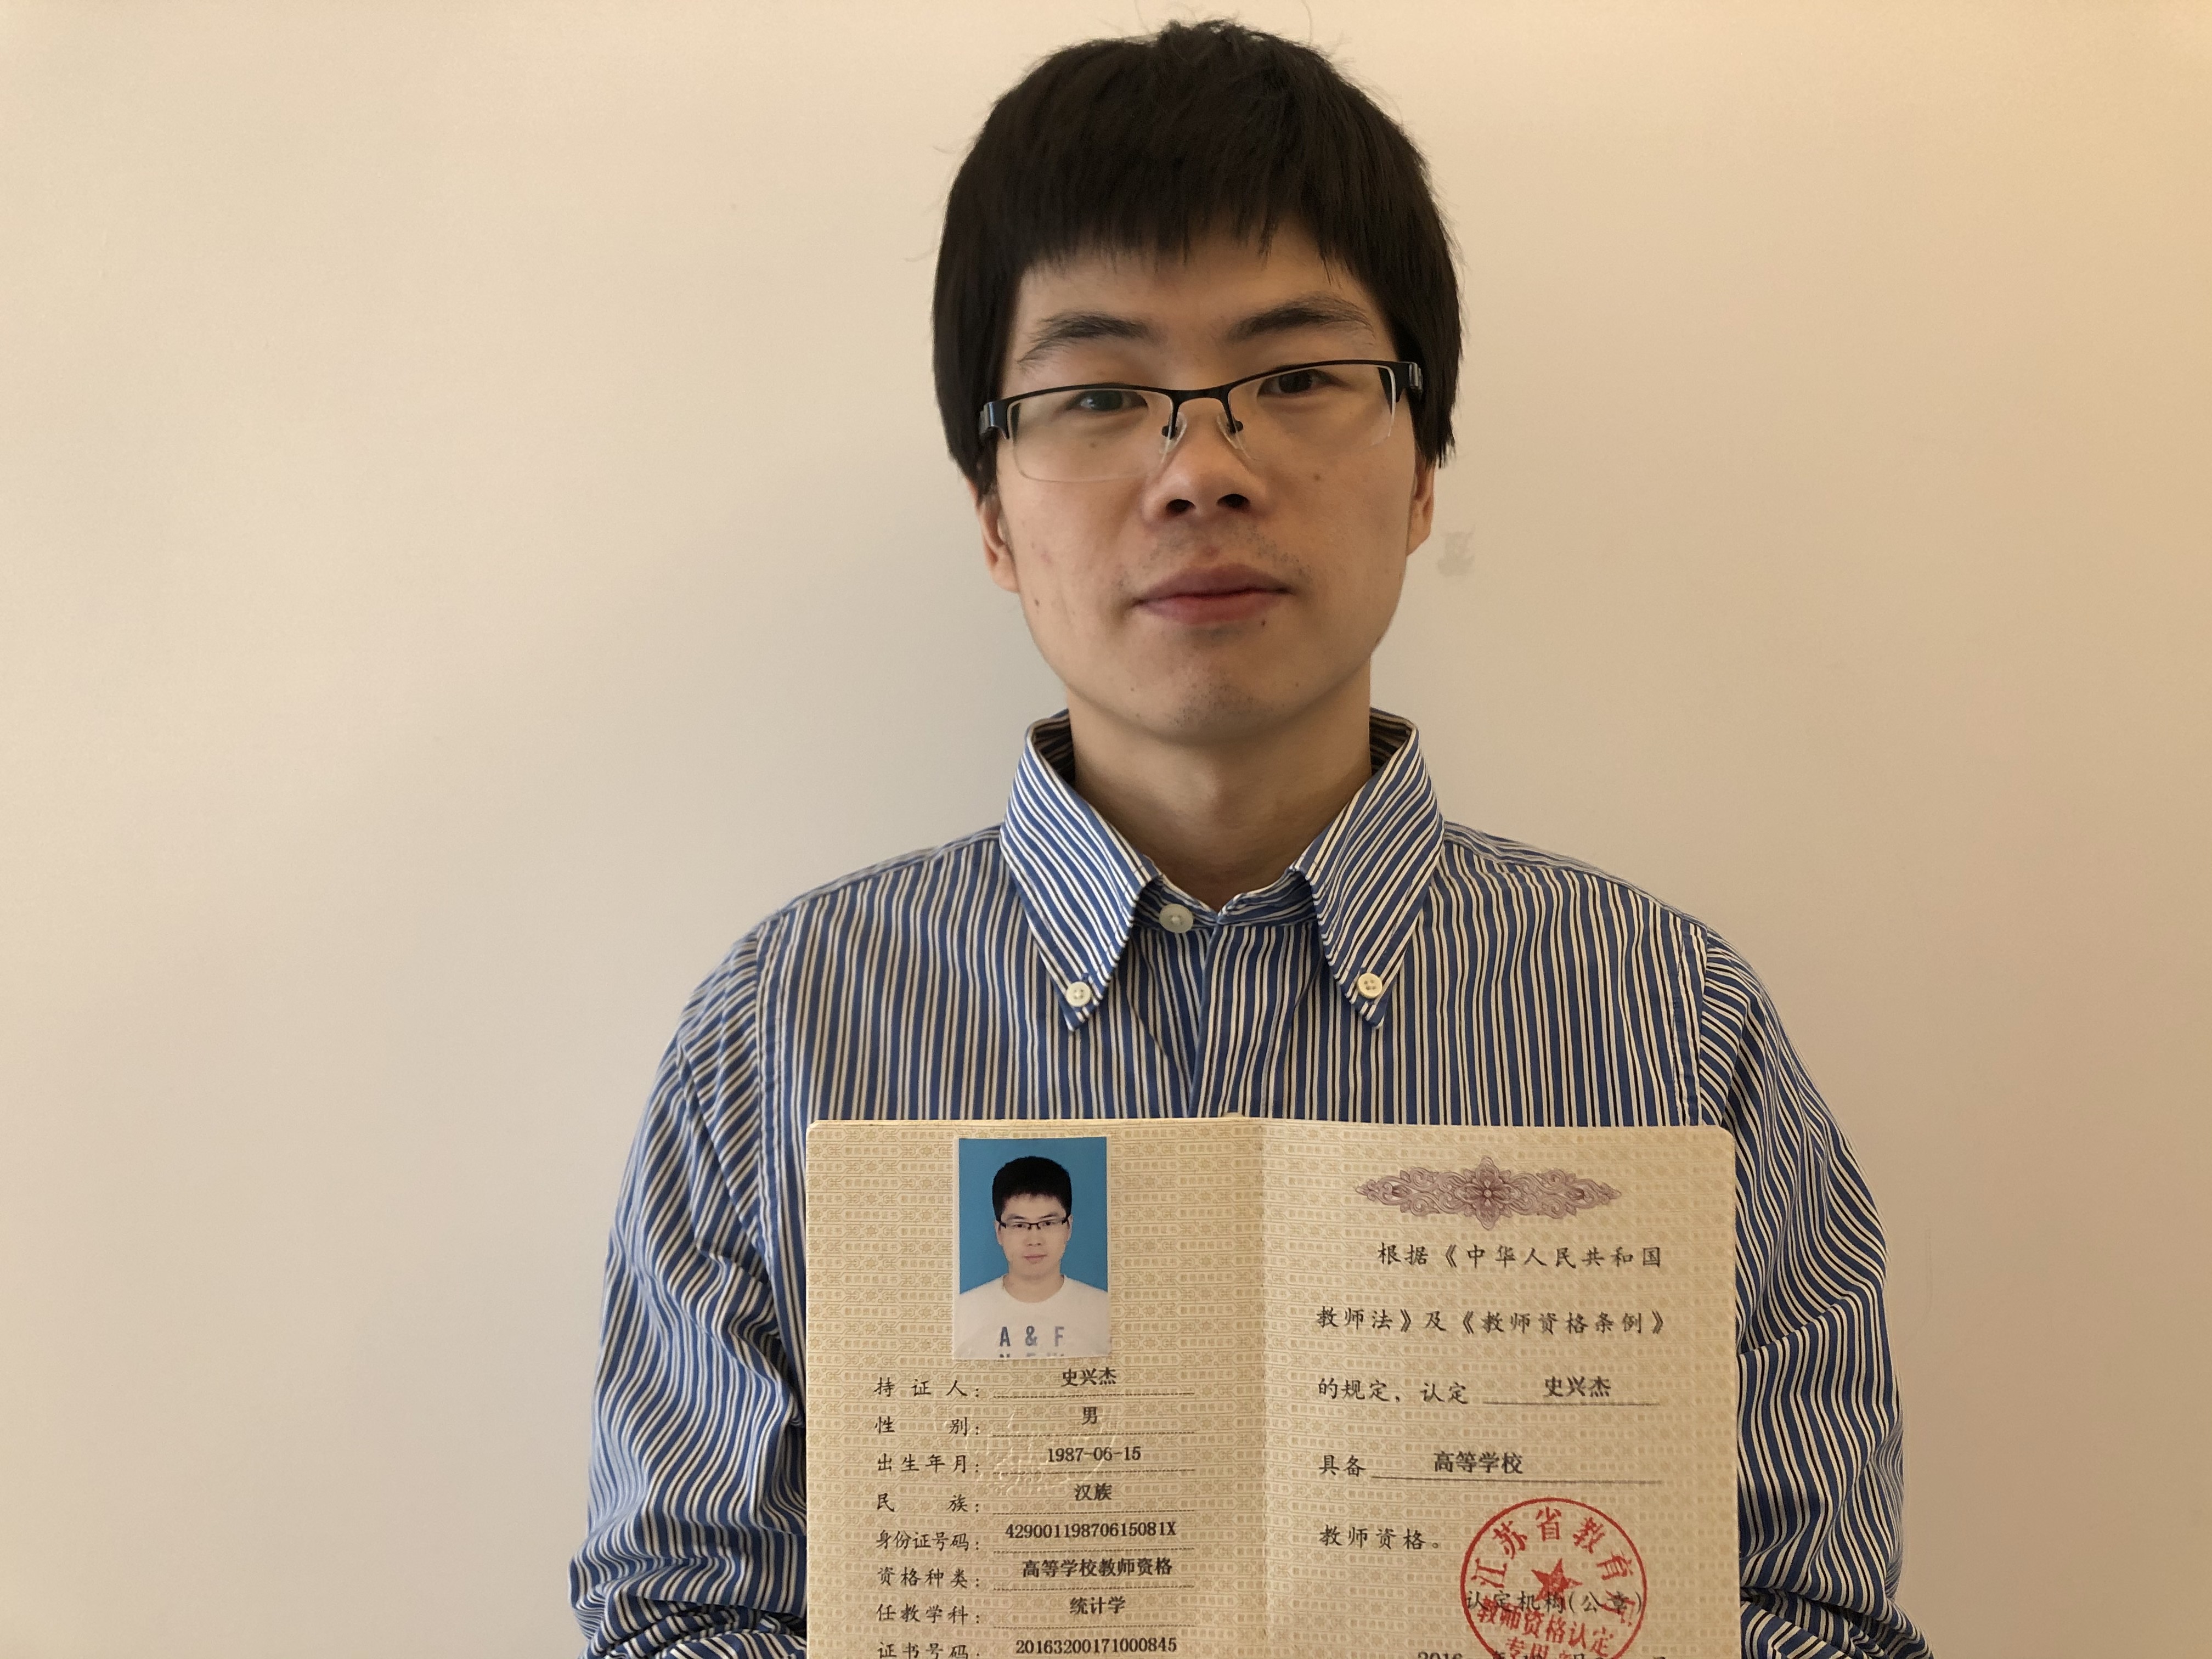 A & F
持 证 人： 史兴杰
性 别： 男
出生年月： 1987-06-15
民 族： 汉族
身份证号码： 42900119870615081X
资格种类： 高等学校教师资格
任教学科： 统计学
证书号码： 20163200171000845
根据《中华人民共和国
教师法》及《教师资格条例》
的规定，认定 史兴杰
具备 高等学校
教师资格。
江苏省教育厅
认定机构(公章)
教师资格认定
专用章
2016